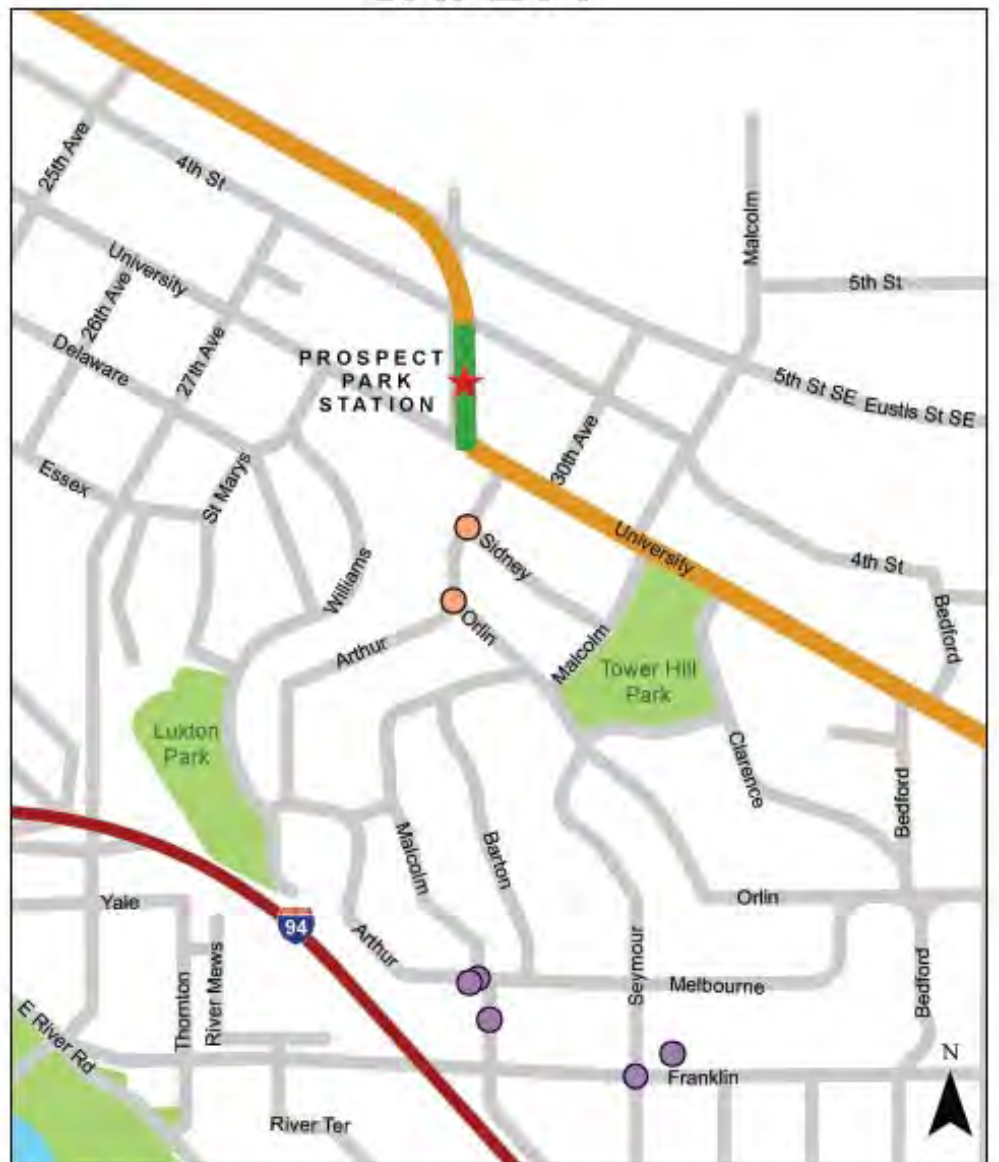 25th Ave
4th St
Malcolm
5th St
University
26th Ave
27th Ave
Delaware
PROSPECT
PARK
STATION
5th St SE
Eustis St SE
30th Ave
Essex
St Marys
University
4th St
Sidney
Williams
Orlin
Arthur
Malcolm
Bedford
Tower Hill
Park
Luxton
Park
Clarence
Bedford
Malcolm
Barton
Yale
94
Orlin
Arthur
Thornton
River Mews
Seymour
Melbourne
Bedford
E River Rd
N
Franklin
River Ter